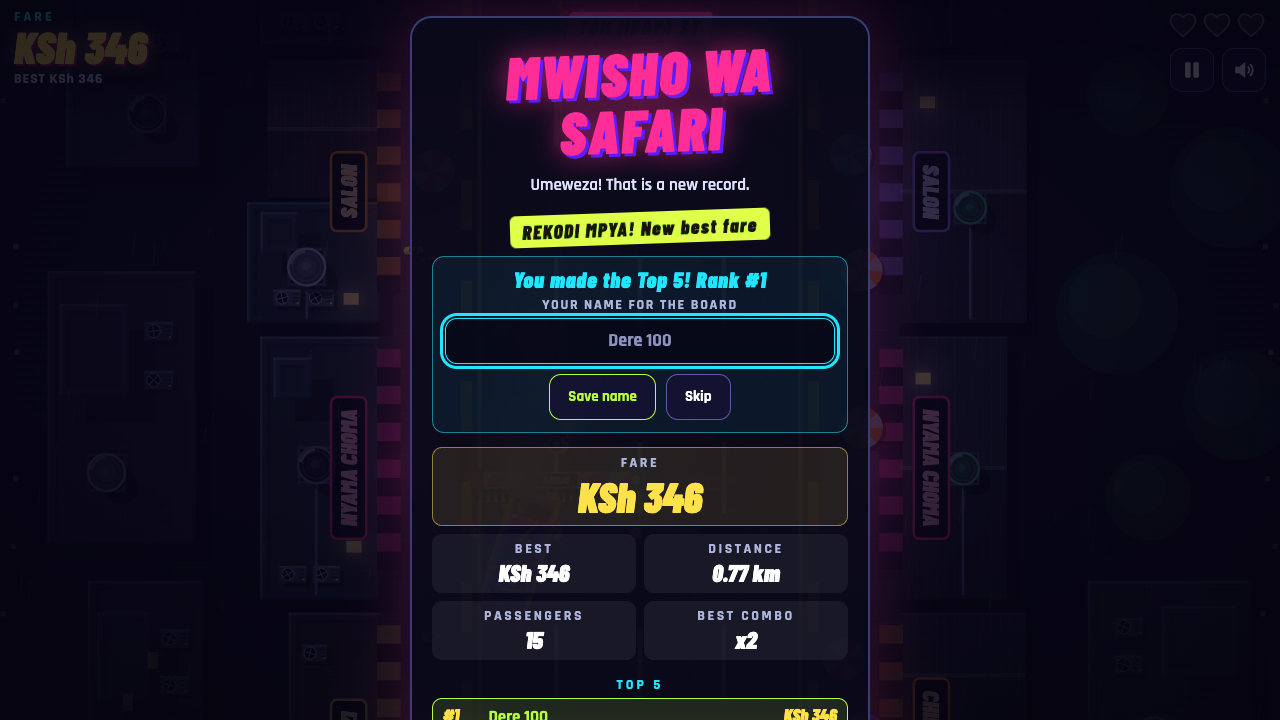 FARE
KSh 346
BEST KSh 346
MWISHO WA
SAFARI
Umeweza! That is a new record.
REKODI MPYA! New best fare
You made the Top 5! Rank #1
YOUR NAME FOR THE BOARD
Dere 100
Save name
Skip
FARE
KSh 346
BEST
KSh 346
DISTANCE
0.77 km
PASSENGERS
15
BEST COMBO
x2
TOP 5
#1 Dere 100 KSh 346
SALON
SALON
NYAMA CHOMA
NYAMA CHOMA